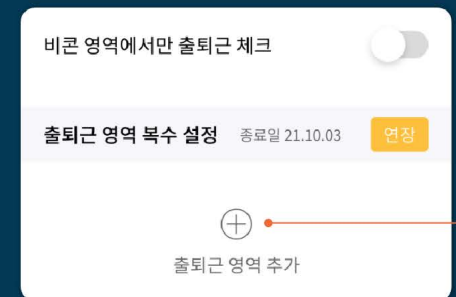 비콘 영역에서만 출퇴근 체크
출퇴근 영역 복수 설정 종료일 21.10.03 연장
출퇴근 영역 추가